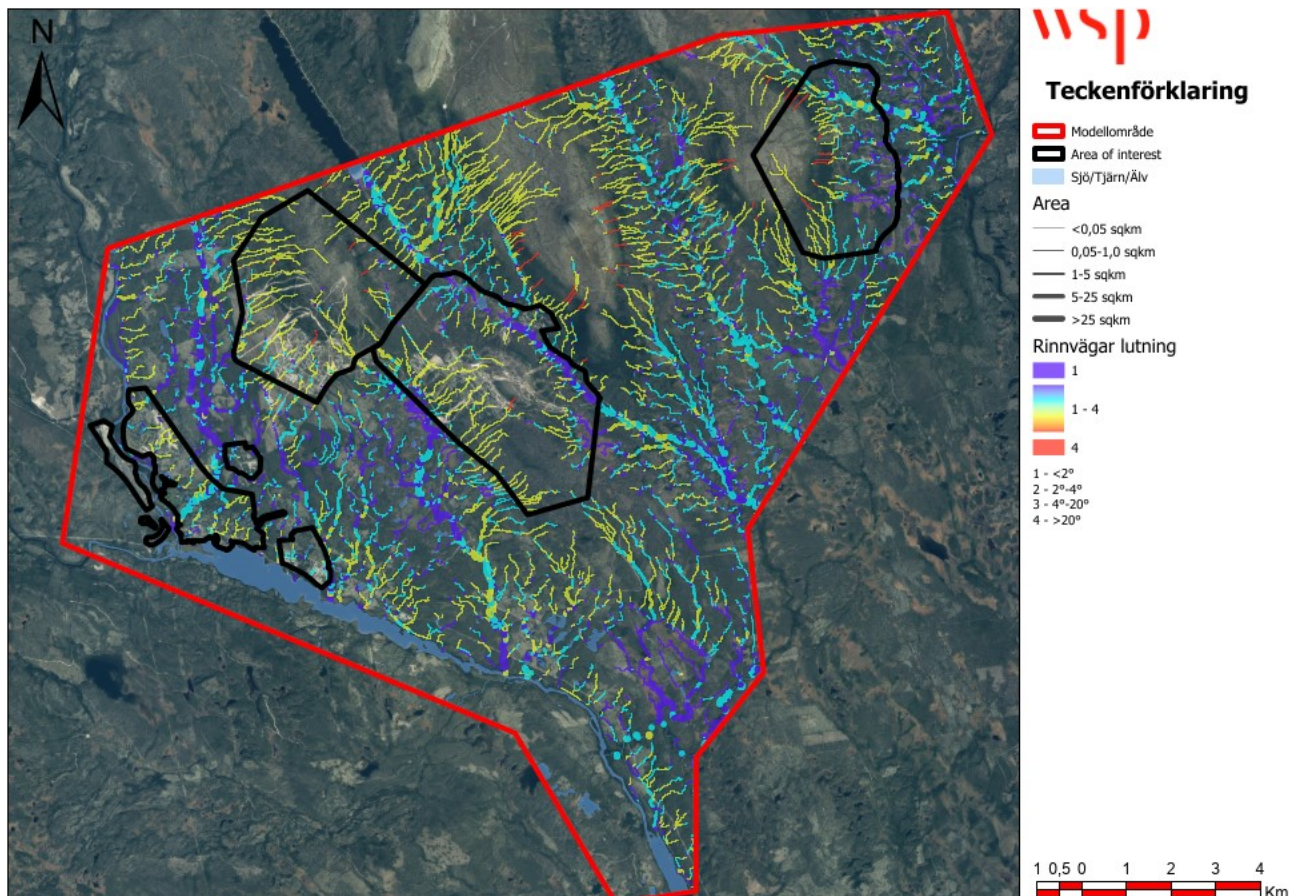 wsp
N
Teckenförklaring
Modellområde
Area of interest
Sjö/Tjärn/Älv
Area
<0,05 sqkm
0,05-1,0 sqkm
1-5 sqkm
5-25 sqkm
>25 sqkm
Rinnvägar lutning
1
1 - 4
4
1 - <2°
2 - 2°-4°
3 - 4°-20°
4 - >20°
1 0,5 0 1 2 3 4
Km